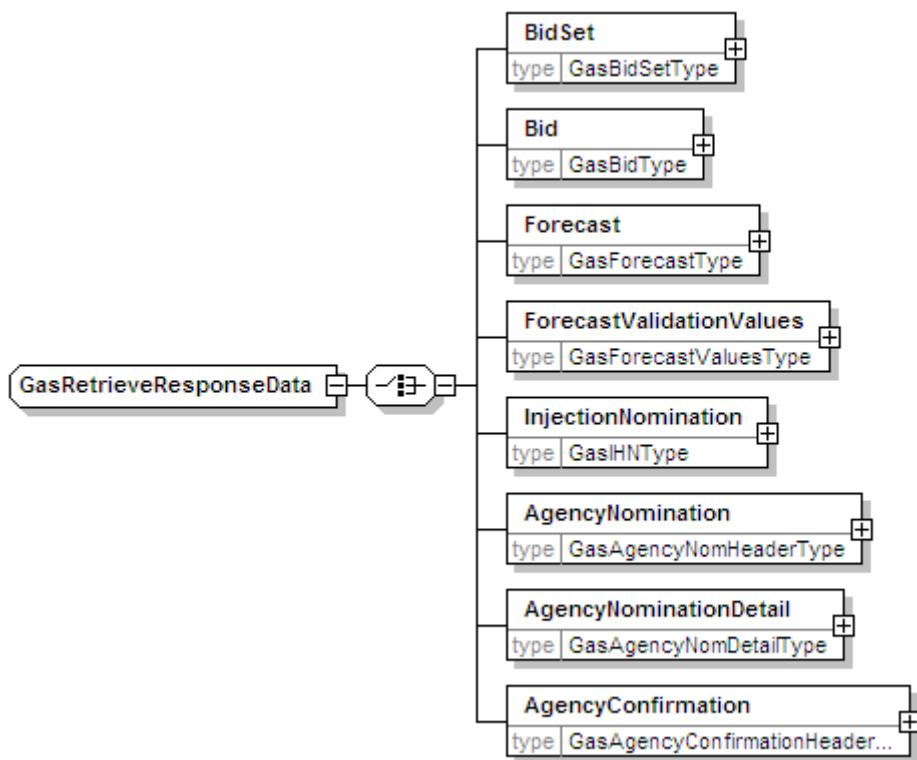 BidSet
type GasBidSetType
Bid
type GasBidType
Forecast
type GasForecastType
ForecastValidationValues
type GasForecastValuesType
GasRetrieveResponseData
InjectionNomination
type GasIHNType
AgencyNomination
type GasAgencyNomHeaderType
AgencyNominationDetail
type GasAgencyNomDetailType
AgencyConfirmation
type GasAgencyConfirmationHeader...